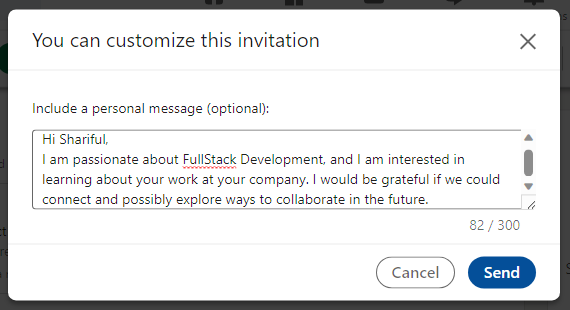 You can customize this invitation
Include a personal message (optional):
Hi Shariful,
I am passionate about FullStack Development, and I am interested in
learning about your work at your company. I would be grateful if we could
connect and possibly explore ways to collaborate in the future.
82 / 300
Cancel
Send